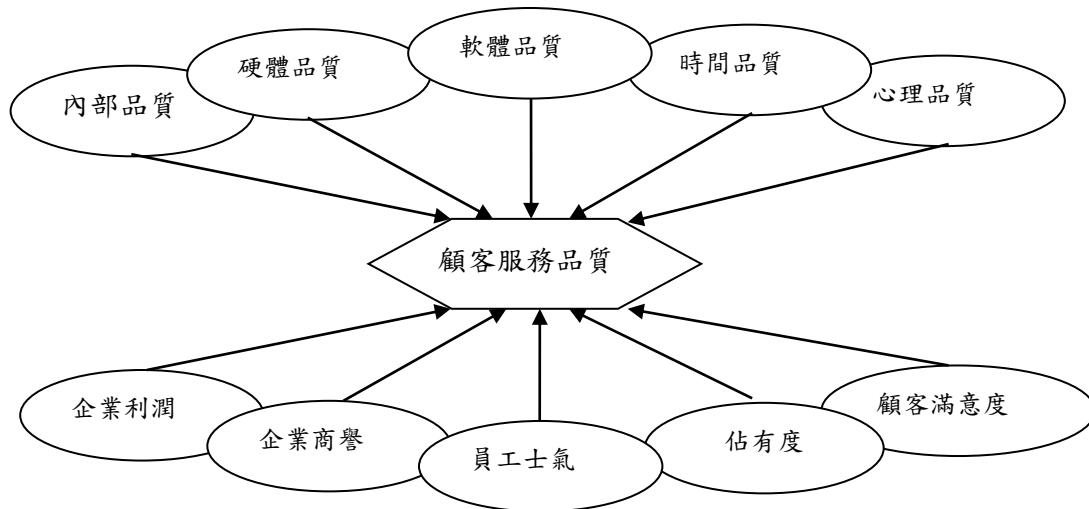 內部品質
硬體品質
軟體品質
時間品質
心理品質
顧客服務品質
企業利潤
企業商譽
員工士氣
佔有度
顧客滿意度